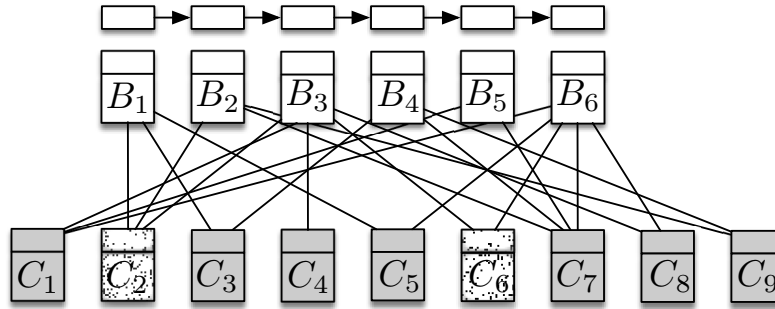 B₁ B₂ B₃ B₄ B₅ B₆
C₁ C₂ C₃ C₄ C₅ C₆ C₇ C₈ C₉